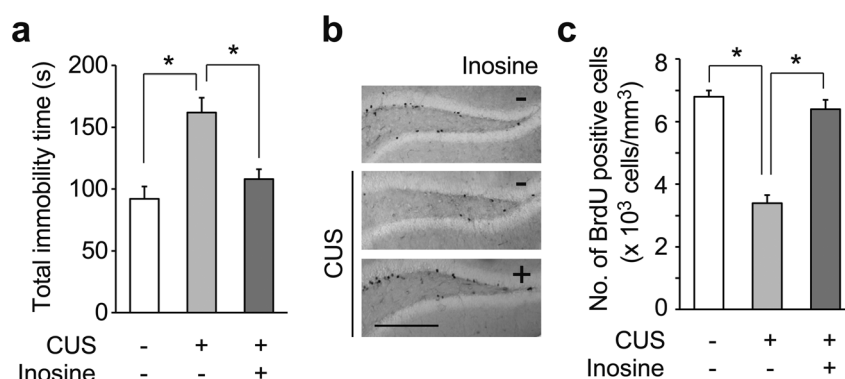 a
Total immobility time (s)
200
150
100
50
0
*
*
CUS - + +
Inosine - - +
b
Inosine
-
-
+
CUS
c
No. of BrdU positive cells
(x 10³ cells/mm³)
8
6
4
2
0
*
*
CUS - + +
Inosine - - +